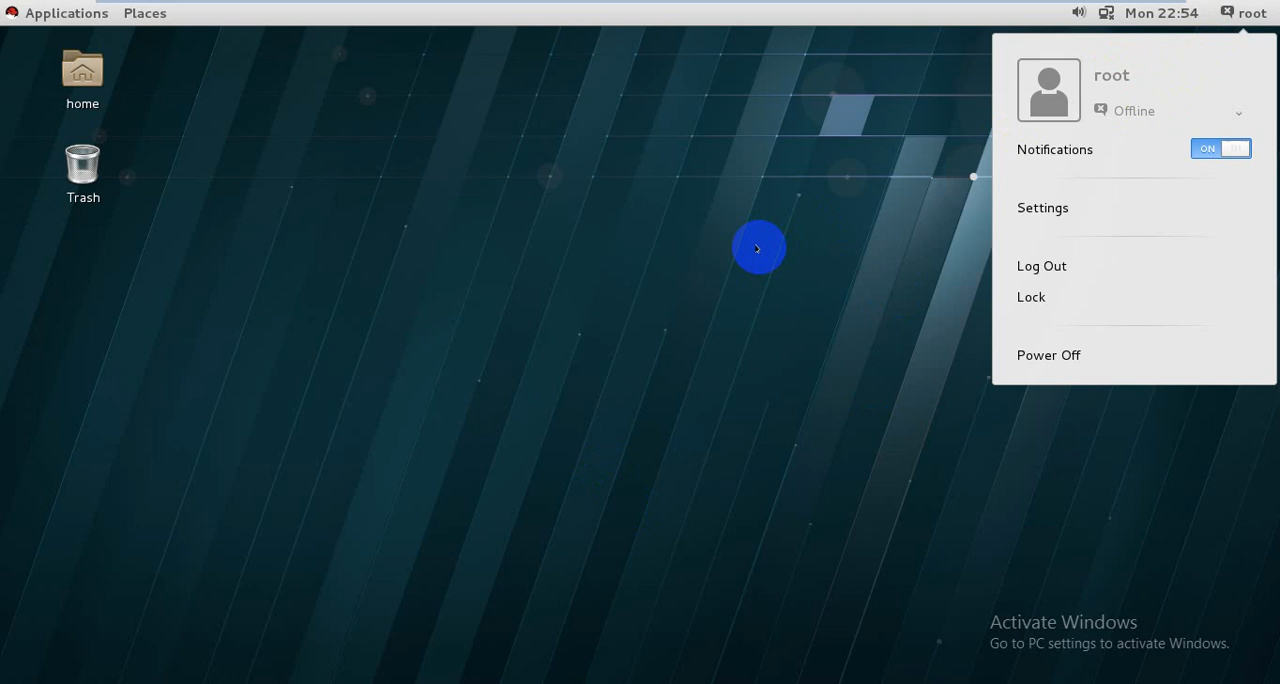 Applications Places Mon 22:54 root
home
Trash
root
Offline
Notifications ON
Settings
Log Out
Lock
Power Off
Activate Windows
Go to PC settings to activate Windows.